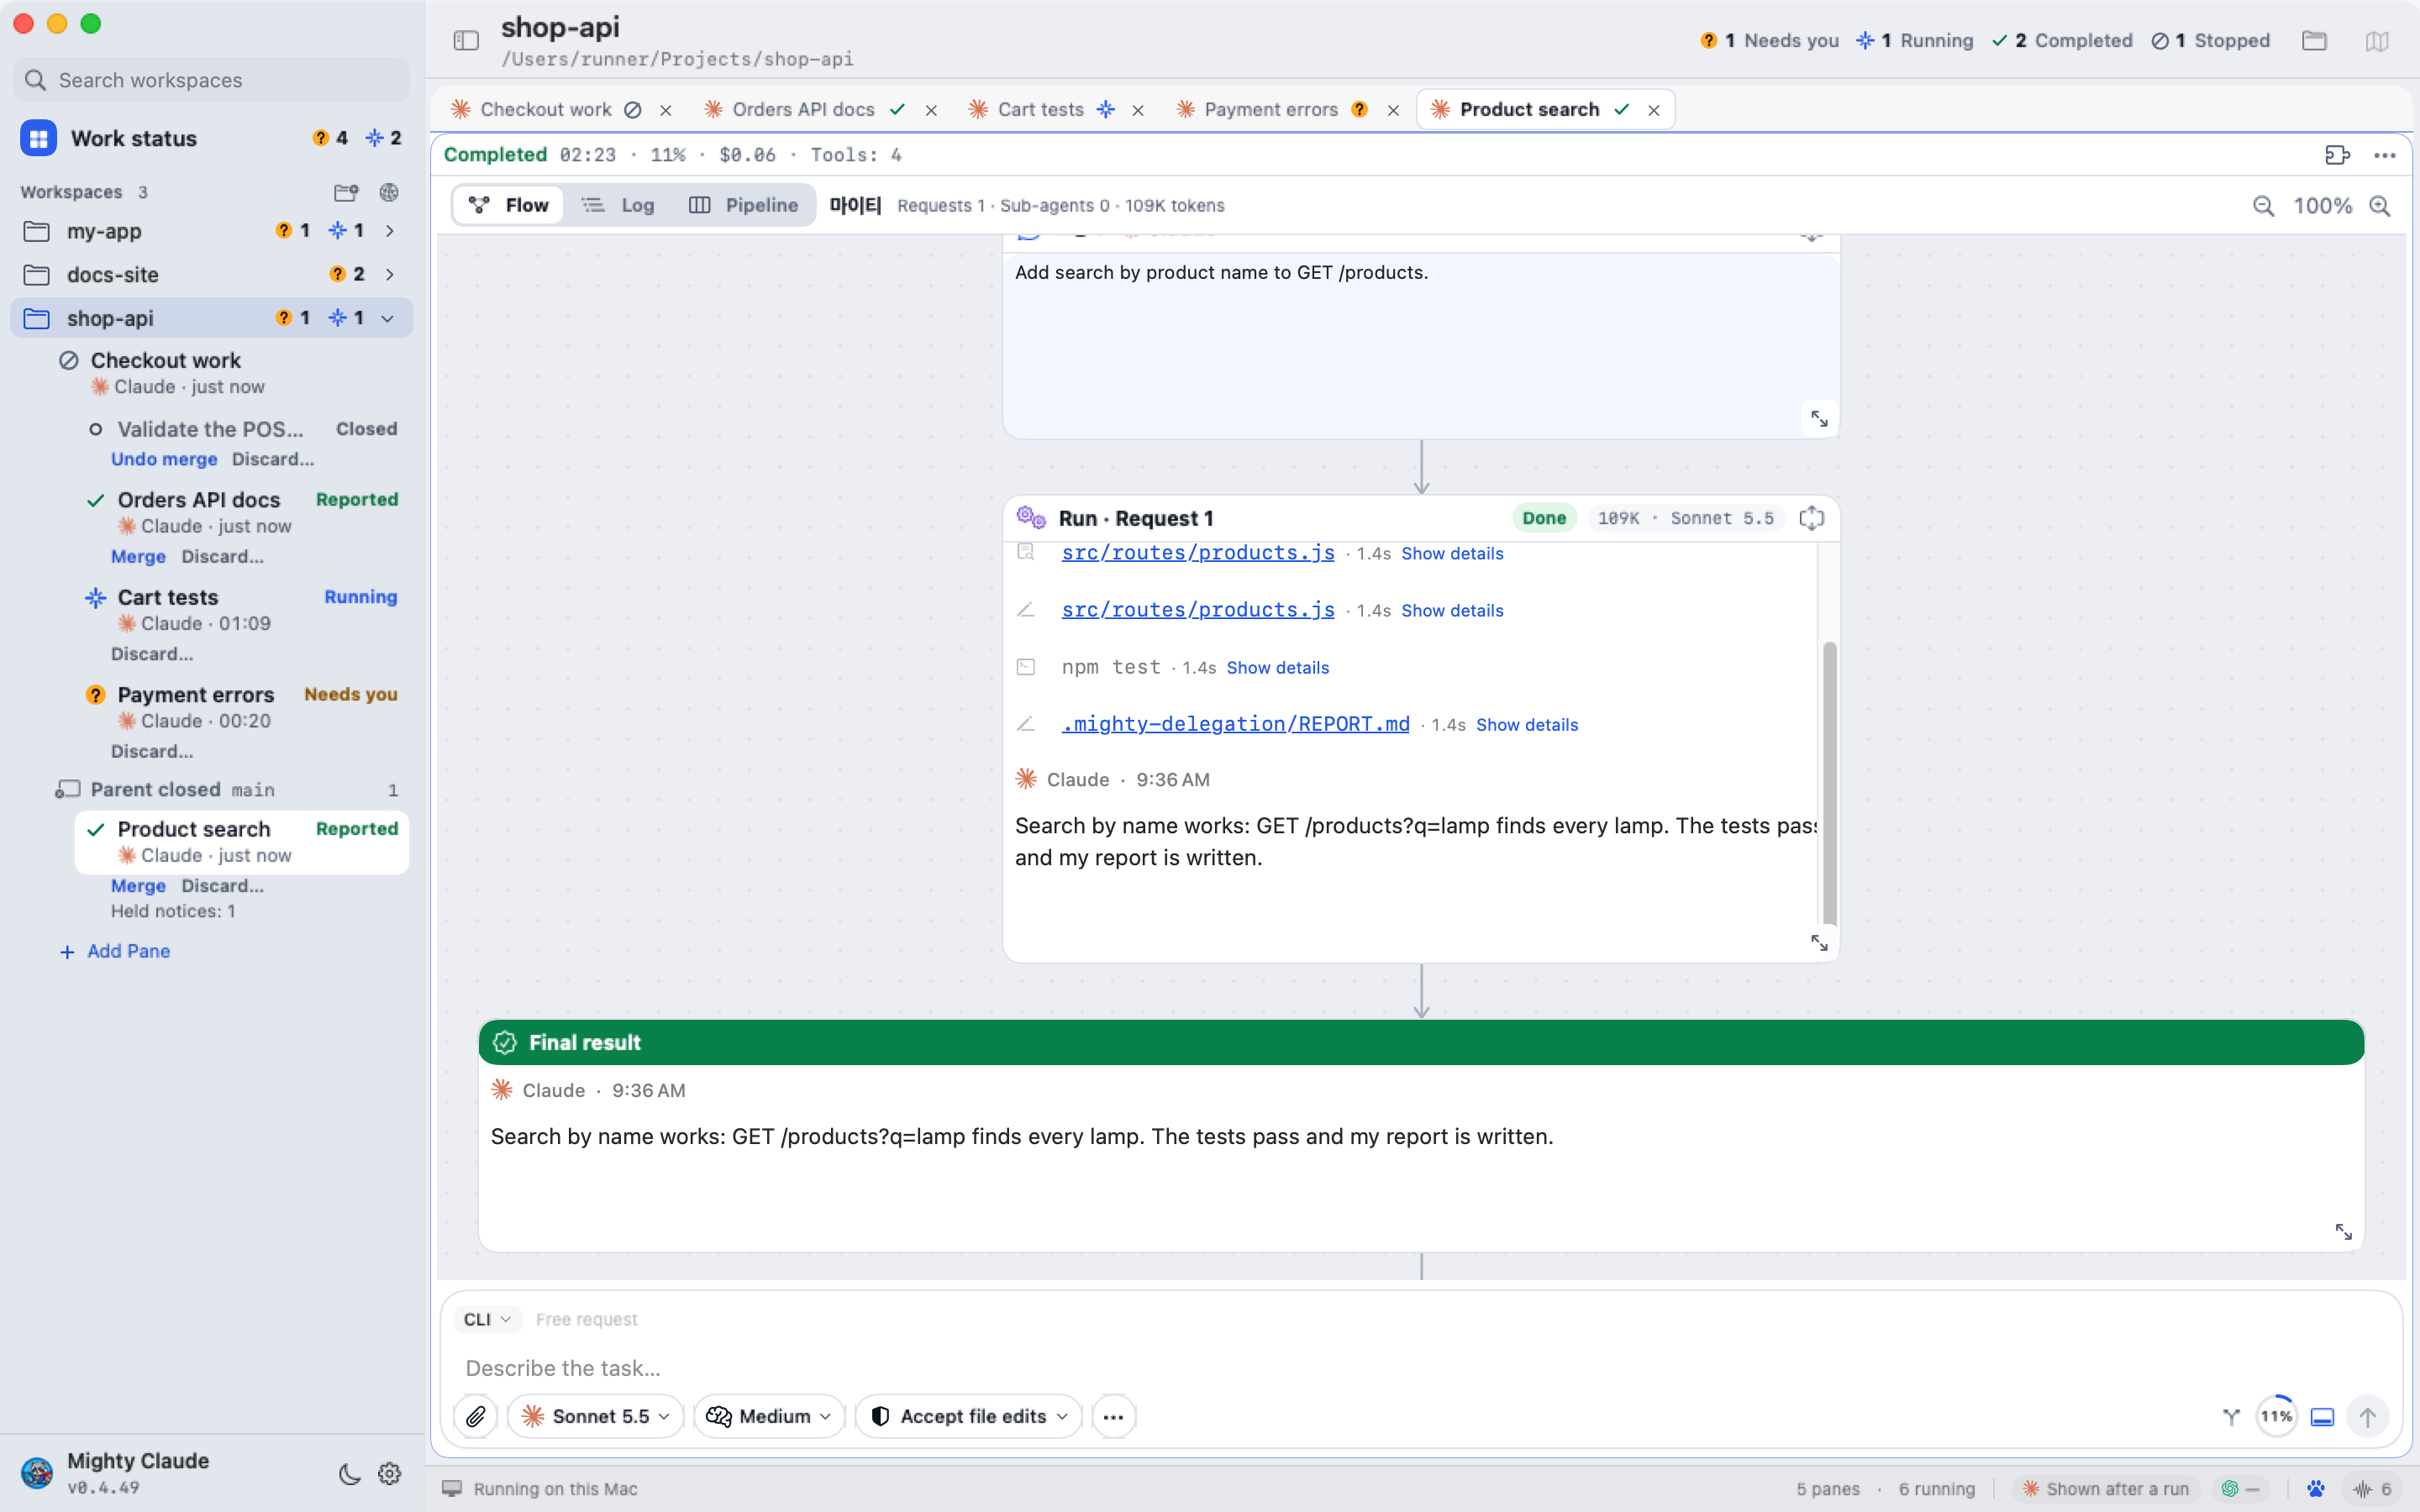 shop-api
/Users/runner/Projects/shop-api
1 Needs you 1 Running 2 Completed 1 Stopped
Search workspaces
Work status 4 2
Workspaces 3
my-app 1 1
docs-site 2
shop-api 1 1
Checkout work
Claude · just now
Validate the POS... Closed
Undo merge Discard...
Orders API docs Reported
Claude · just now
Merge Discard...
Cart tests Running
Claude · 01:09
Discard...
Payment errors Needs you
Claude · 00:20
Discard...
Parent closed main 1
Product search Reported
Claude · just now
Merge Discard...
Held notices: 1
+ Add Pane
Mighty Claude
v0.4.49
Checkout work Orders API docs Cart tests Payment errors Product search
Completed 02:23 · 11% · $0.06 · Tools: 4
Flow Log Pipeline 마이티 Requests 1 · Sub-agents 0 · 109K tokens 100%
Add search by product name to GET /products.
Run · Request 1 Done 109K · Sonnet 5.5
src/routes/products.js · 1.4s Show details
src/routes/products.js · 1.4s Show details
npm test · 1.4s Show details
.mighty-delegation/REPORT.md · 1.4s Show details
Claude · 9:36 AM
Search by name works: GET /products?q=lamp finds every lamp. The tests pass
and my report is written.
Final result
Claude · 9:36 AM
Search by name works: GET /products?q=lamp finds every lamp. The tests pass and my report is written.
CLI Free request
Describe the task...
Sonnet 5.5 Medium Accept file edits 11%
Running on this Mac 5 panes · 6 running Shown after a run — 6